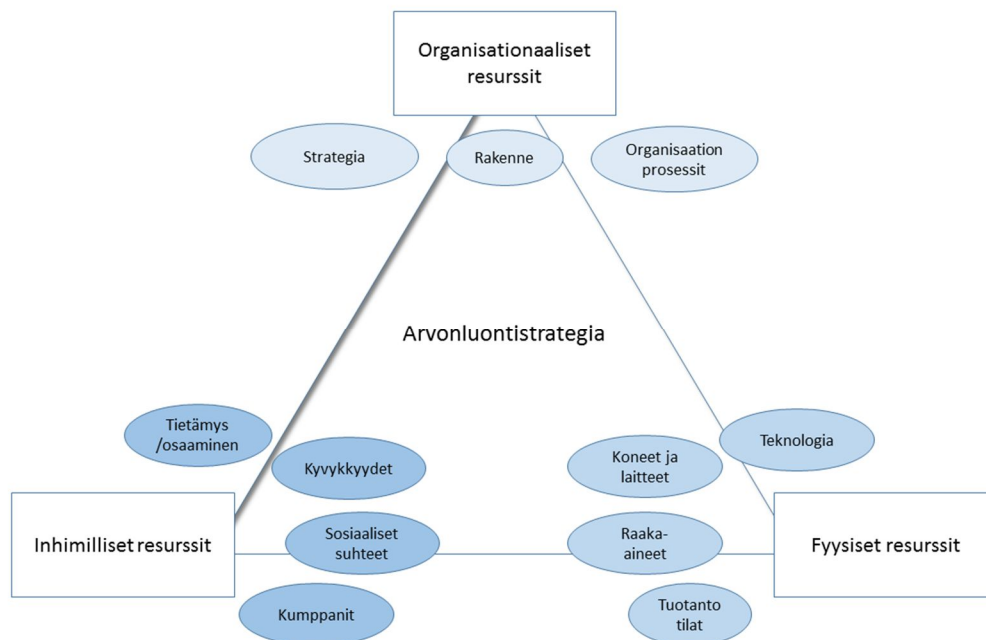 Organisationaaliset
resurssit
Strategia
Rakenne
Organisaation
prosessit
Arvonluontistrategia
Tietämys
/osaaminen
Kyvykkyydet
Koneet ja
laitteet
Teknologia
Inhimilliset resurssit
Sosiaaliset
suhteet
Raaka-
aineet
Fyysiset resurssit
Kumppanit
Tuotanto
tilat